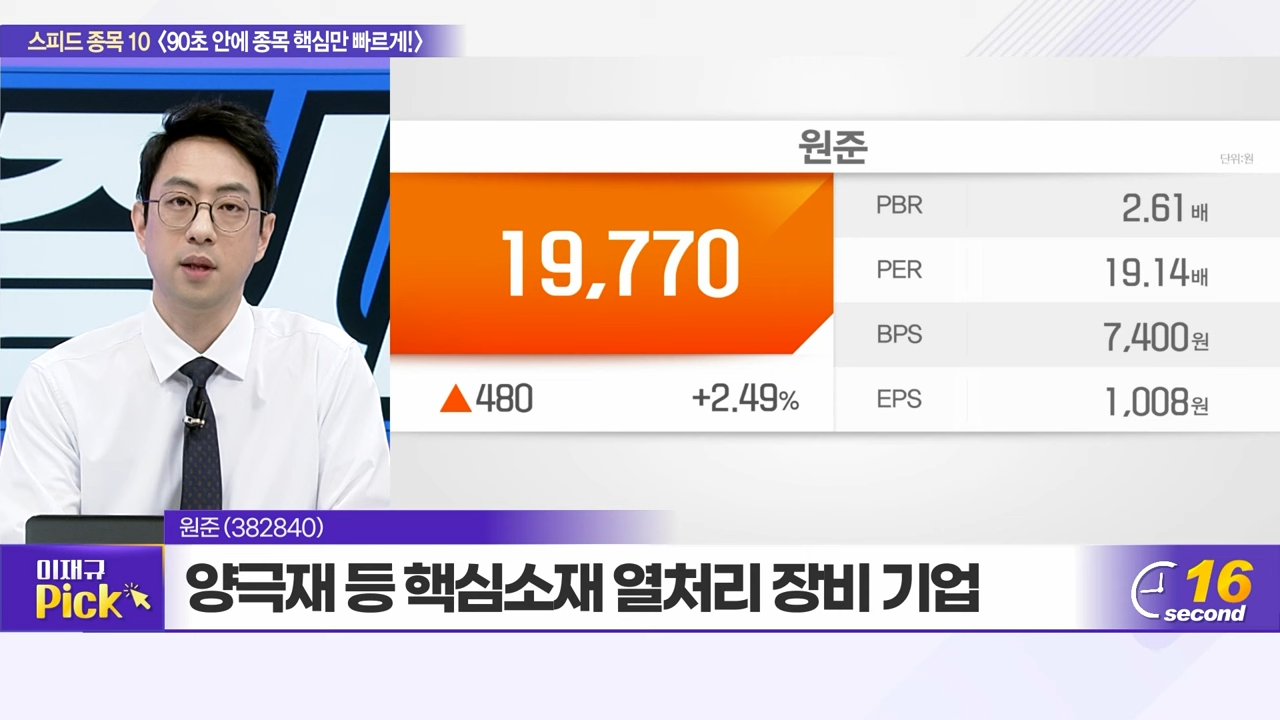 스피드 종목 10 <90초 안에 종목 핵심만 빠르게!>
원준
단위:원
19,770
▲480 +2.49%
PBR 2.61배
PER 19.14배
BPS 7,400원
EPS 1,008원
원준(382840)
이재규
Pick
양극재 등 핵심소재 열처리 장비 기업
16
second